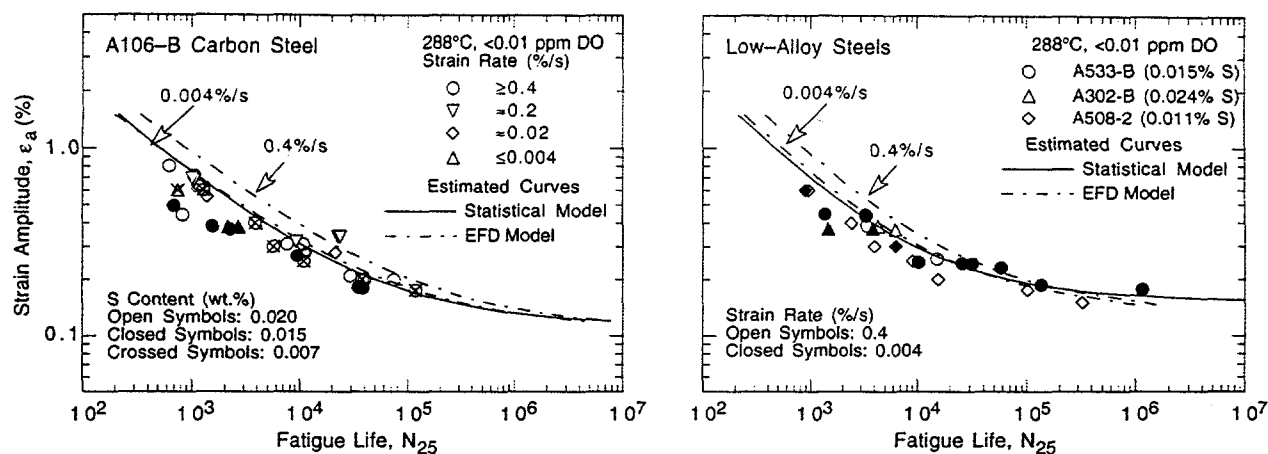 A106–B Carbon Steel
288°C, <0.01 ppm DO
Strain Rate (%/s)
≥0.4
≈0.2
≈0.02
≤0.004
0.004%/s
0.4%/s
Estimated Curves
Statistical Model
EFD Model
S Content (wt.%)
Open Symbols: 0.020
Closed Symbols: 0.015
Crossed Symbols: 0.007
Strain Amplitude, εa (%)
1.0
0.1
10² 10³ 10⁴ 10⁵ 10⁶ 10⁷
Fatigue Life, N25
Low–Alloy Steels
288°C, <0.01 ppm DO
A533–B (0.015% S)
A302–B (0.024% S)
A508–2 (0.011% S)
0.004%/s
0.4%/s
Estimated Curves
Statistical Model
EFD Model
Strain Rate (%/s)
Open Symbols: 0.4
Closed Symbols: 0.004
10² 10³ 10⁴ 10⁵ 10⁶ 10⁷
Fatigue Life, N25